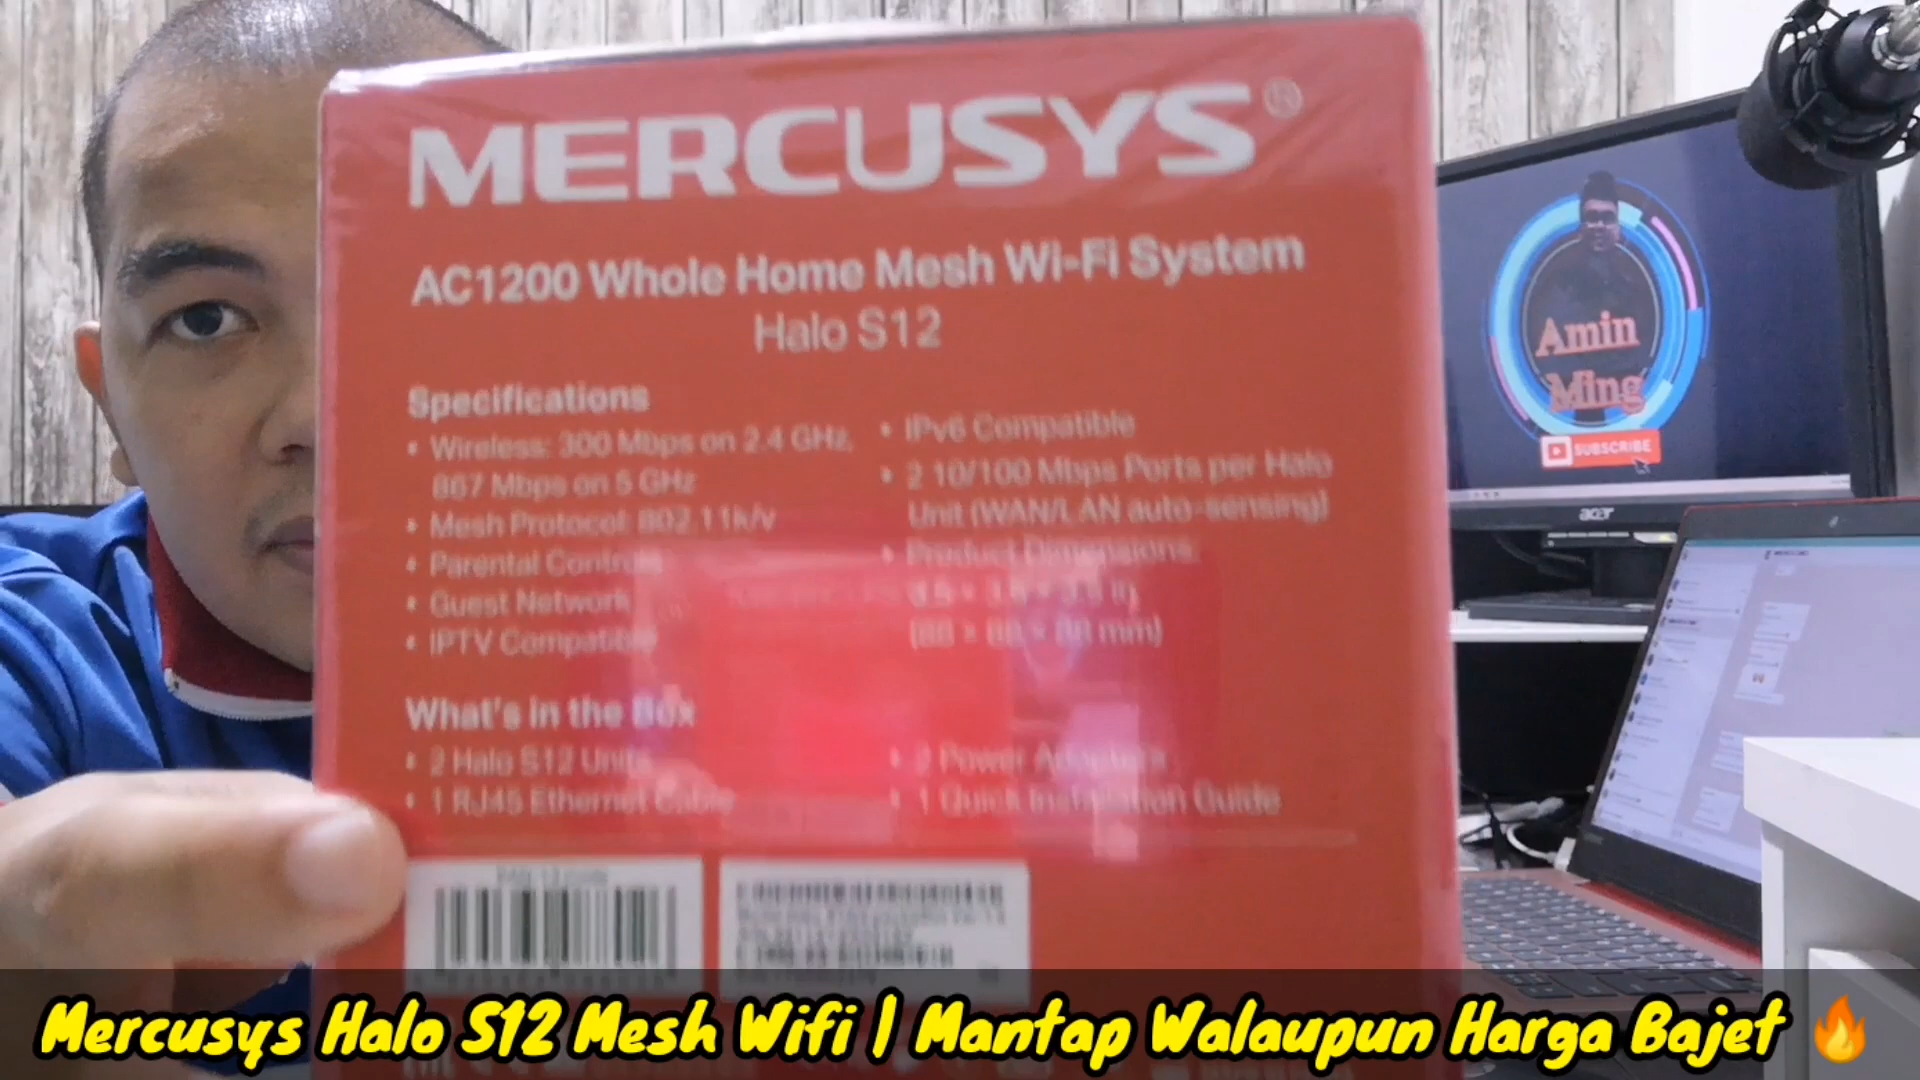 MERCUSYS®
AC1200 Whole Home Mesh Wi-Fi System
Halo S12
Specifications
• Wireless: 300 Mbps on 2.4 GHz,
867 Mbps on 5 GHz
• Mesh Protocol: 802.11k/v
• Parental Controls
• Guest Network
• IPTV Compatible
• IPv6 Compatible
• 2 10/100 Mbps Ports per Halo
Unit (WAN/LAN auto-sensing)
• Product Dimensions:
(88 × 88 × 88 mm)
What's in the Box
• 2 Halo S12 Units
• 1 RJ45 Ethernet Cable
• 2 Power Adapters
• 1 Quick Installation Guide
Amin
Ming
SUBSCRIBE
acer
Mercusys Halo S12 Mesh Wifi | Mantap Walaupun Harga Bajet 🔥